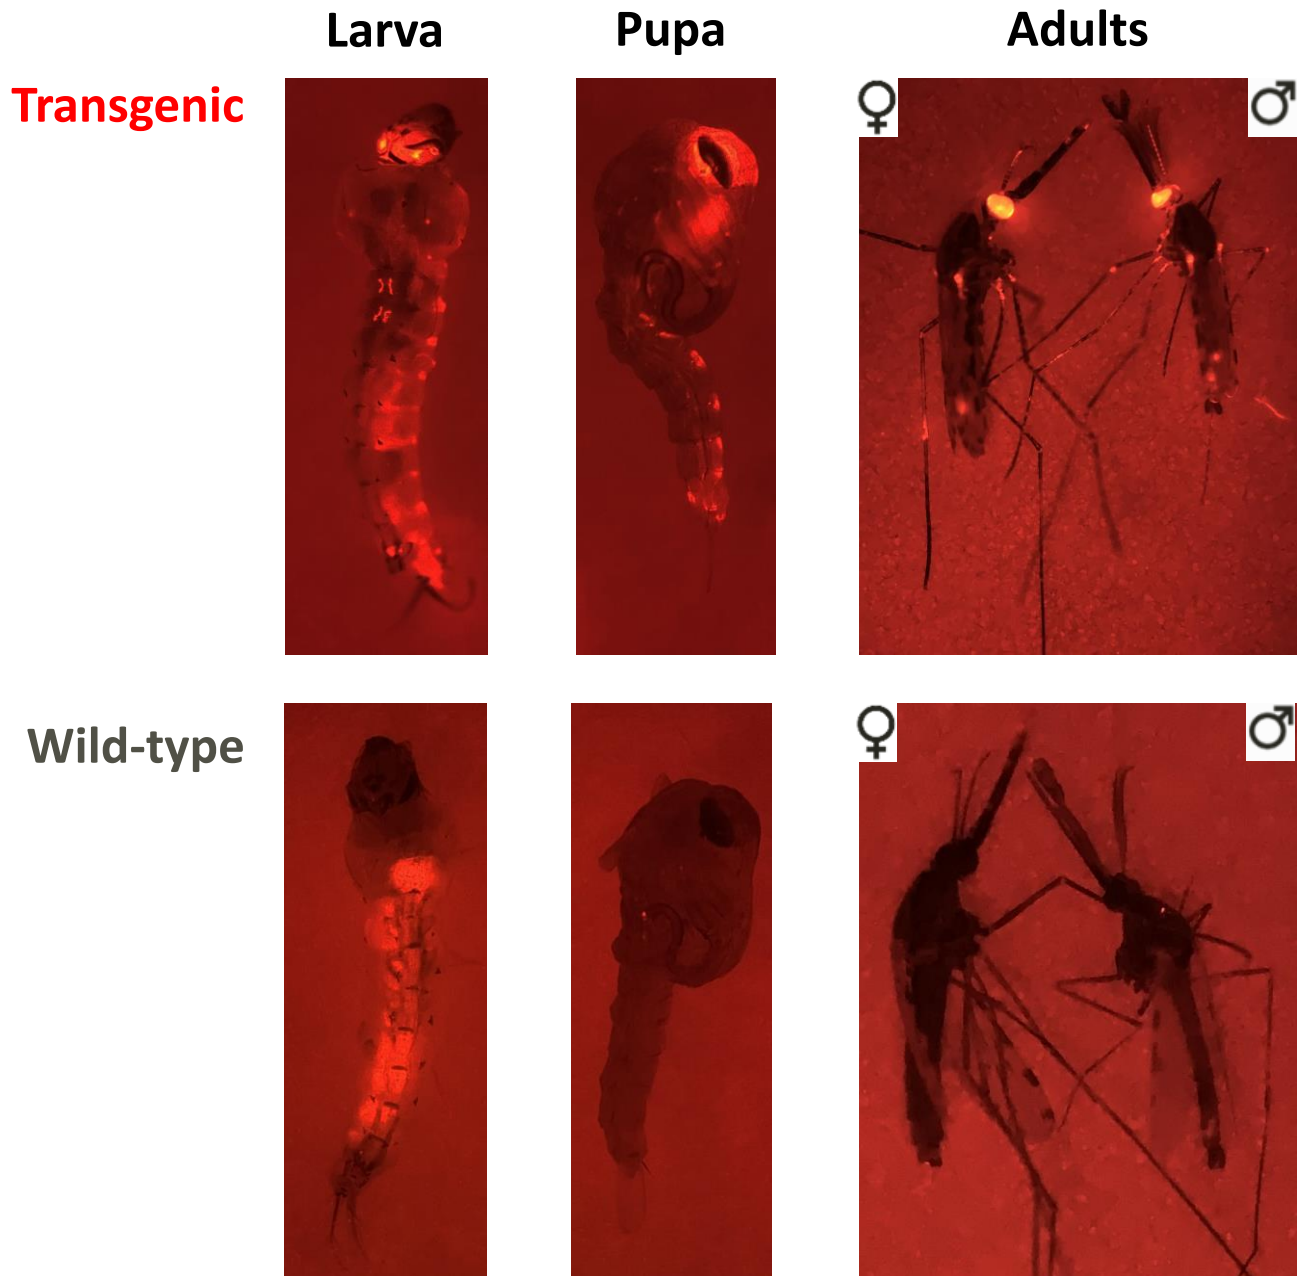 Larva Pupa Adults
Transgenic
♀ ♂
Wild-type
♀ ♂